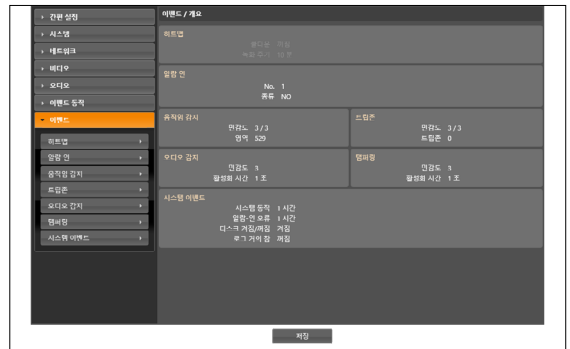 간편 설정
시스템
네트워크
비디오
오디오
이벤트 동작
이벤트
히트맵
알람 인
움직임 감지
트립존
오디오 감지
탬퍼링
시스템 이벤트
이벤트 / 개요
히트맵
알람 인
No. 1
종류 NO
움직임 감지
민감도 3 / 3
영역 529
트립존
민감도 3 / 3
트립존 0
오디오 감지
민감도 3
활성화 시간 1 초
탬퍼링
민감도 3
활성화 시간 1 초
시스템 이벤트
시스템 동작 1 시간
알람-인 오류 1 시간
디스크 켜짐/꺼짐 꺼짐
로그 거의 참 꺼짐
저장